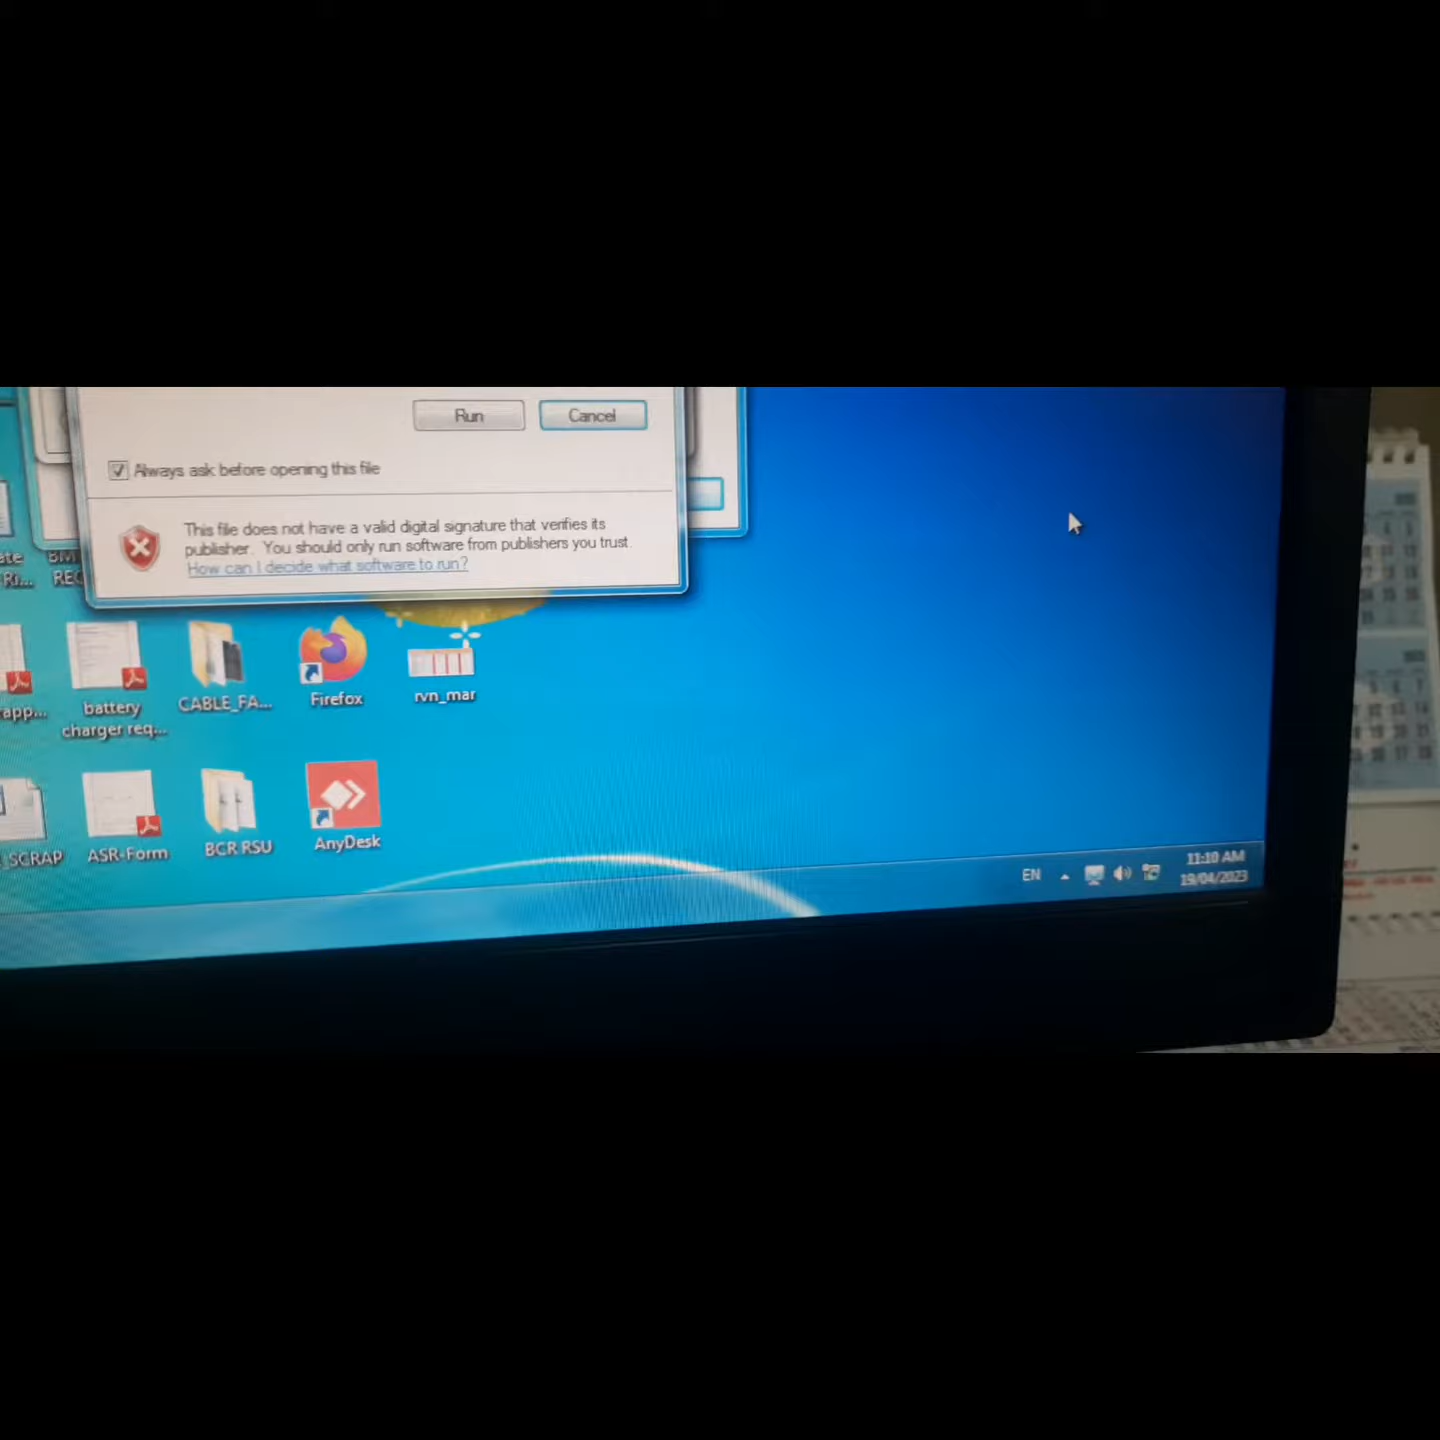 Run
Cancel
Always ask before opening this file
This file does not have a valid digital signature that verifies its
publisher. You should only run software from publishers you trust.
How can I decide what software to run?
ate
Ri...
BM
REC
app...
battery
charger req...
CABLE_FA...
Firefox
rvn_mar
SCRAP
ASR-Form
BCR RSU
AnyDesk
EN
11:10 AM
19/04/2023